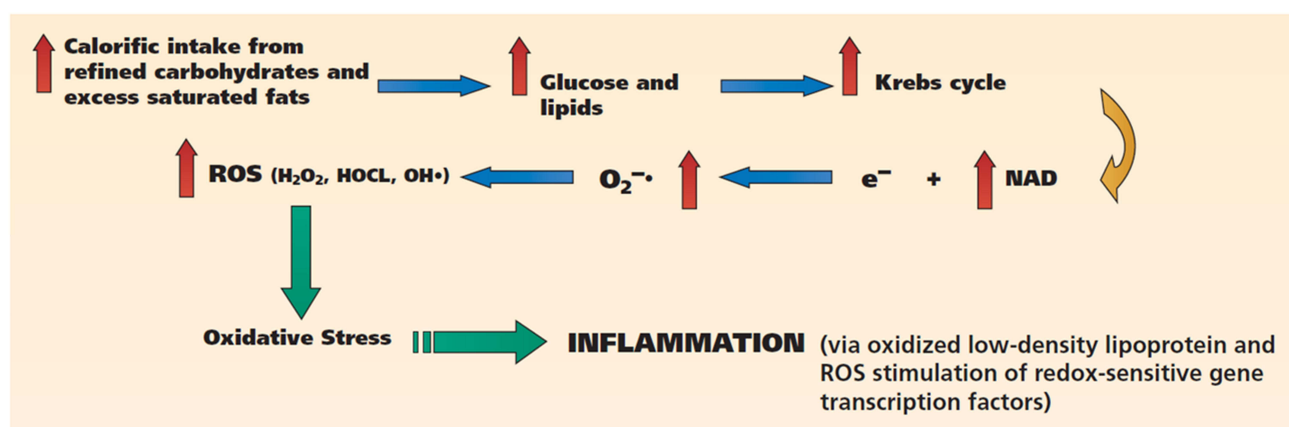 Calorific intake from
refined carbohydrates and
excess saturated fats
Glucose and
lipids
Krebs cycle
ROS (H₂O₂, HOCL, OH•)
O₂⁻•
e⁻ + NAD
Oxidative Stress
INFLAMMATION (via oxidized low-density lipoprotein and
ROS stimulation of redox-sensitive gene
transcription factors)